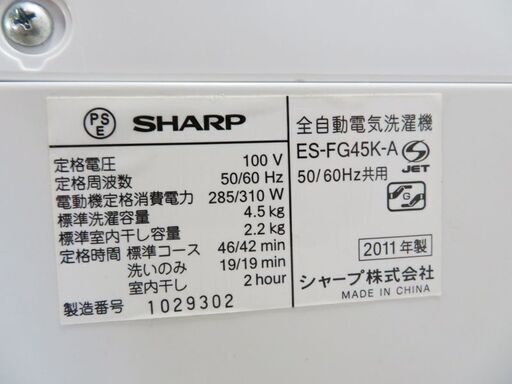 PS
E
SHARP
定格電圧 100 V
定格周波数 50/60 Hz
電動機定格消費電力 285/310 W
標準洗濯容量 4.5 kg
標準室内干し容量 2.2 kg
定格時間 標準コース 46/42 min
洗いのみ 19/19 min
室内干し 2 hour
製造番号 1029302
全自動電気洗濯機
ES-FG45K-A
S
JET
50/60Hz共用
G
2011年製
シャープ株式会社
MADE IN CHINA